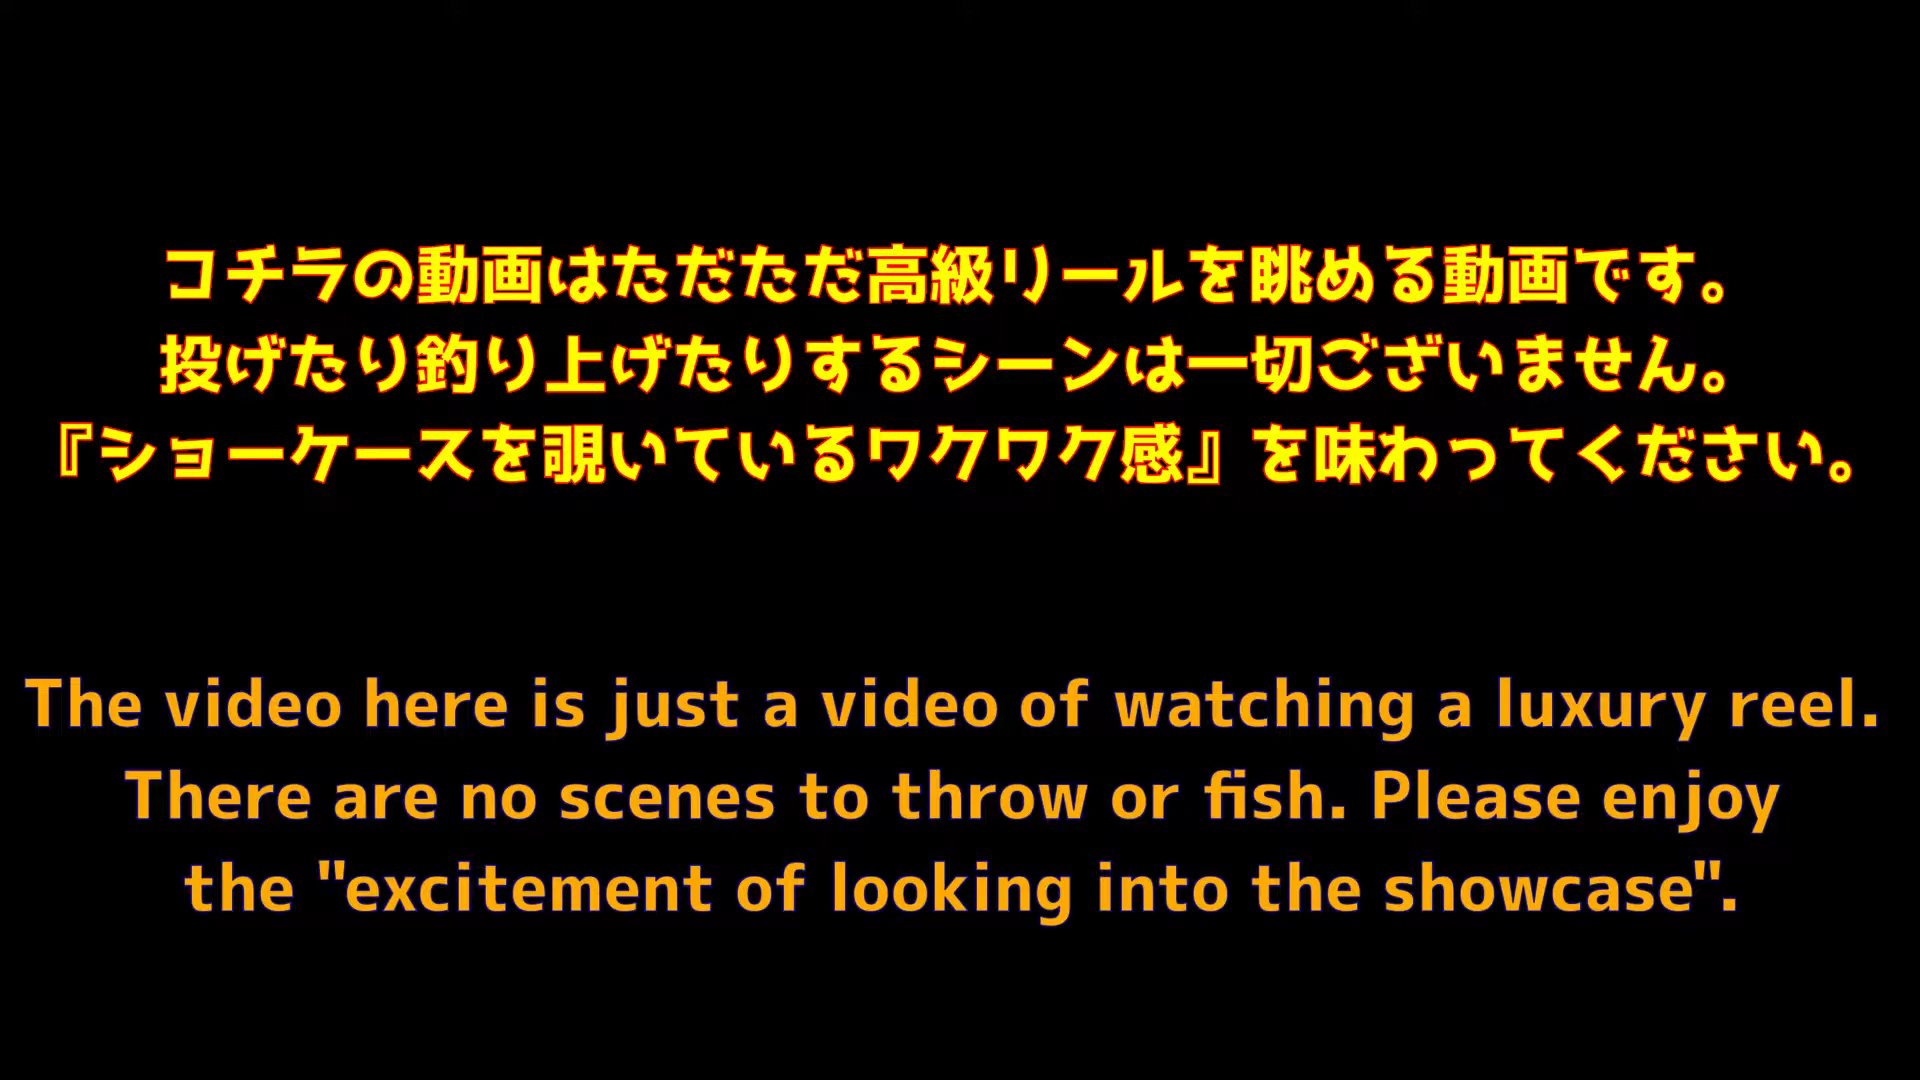 コチラの動画はただただ高級リールを眺める動画です。
投げたり釣り上げたりするシーンは一切ございません。
『ショーケースを覗いているワクワク感』を味わってください。
The video here is just a video of watching a luxury reel.
There are no scenes to throw or fish. Please enjoy
the "excitement of looking into the showcase".